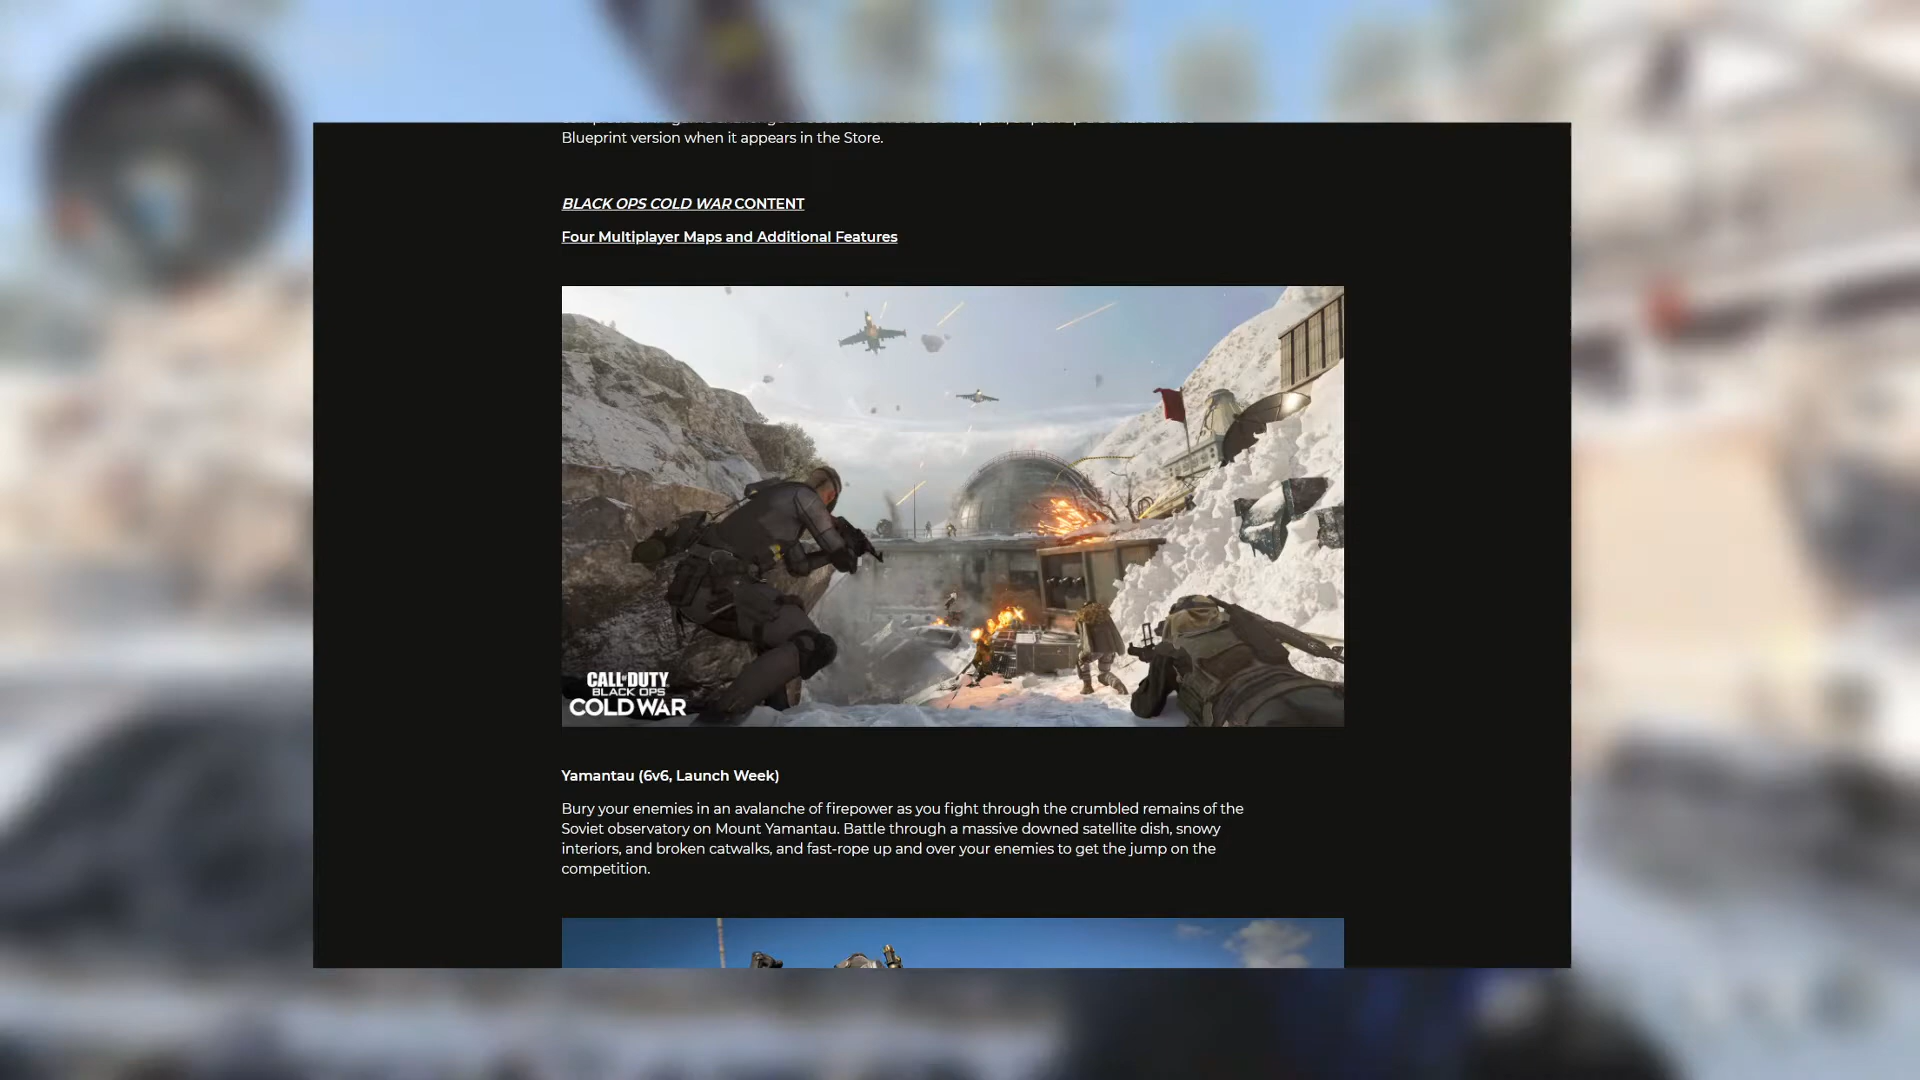 Blueprint version when it appears in the Store.
BLACK OPS COLD WAR CONTENT
Four Multiplayer Maps and Additional Features
CALL OF DUTY
BLACK OPS
COLD WAR
Yamantau (6v6, Launch Week)
Bury your enemies in an avalanche of firepower as you fight through the crumbled remains of the
Soviet observatory on Mount Yamantau. Battle through a massive downed satellite dish, snowy
interiors, and broken catwalks, and fast-rope up and over your enemies to get the jump on the
competition.